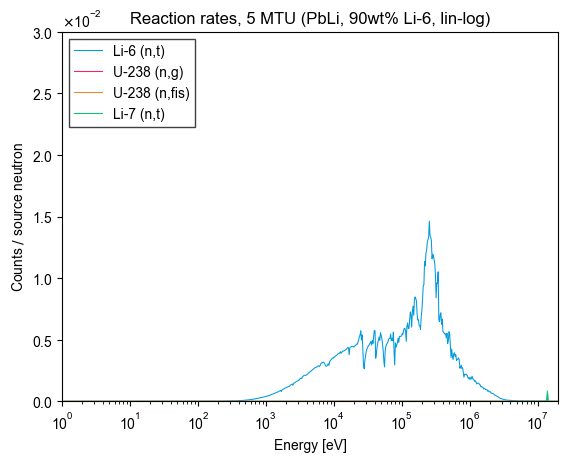 Reaction rates, 5 MTU (PbLi, 90wt% Li-6, lin-log)
×10⁻²
3.0
2.5
2.0
1.5
1.0
0.5
0.0
Counts / source neutron
Li-6 (n,t)
U-238 (n,g)
U-238 (n,fis)
Li-7 (n,t)
10⁰ 10¹ 10² 10³ 10⁴ 10⁵ 10⁶ 10⁷
Energy [eV]